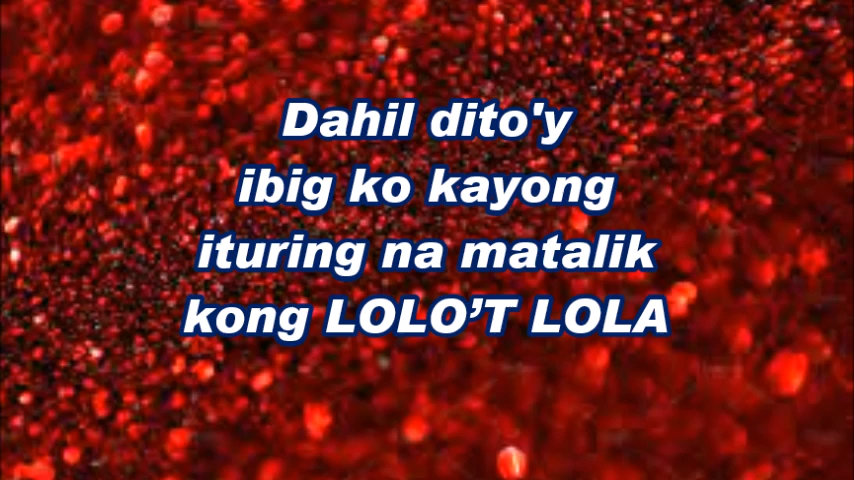 Dahil dito'y
ibig ko kayong
ituring na matalik
kong LOLO’T LOLA